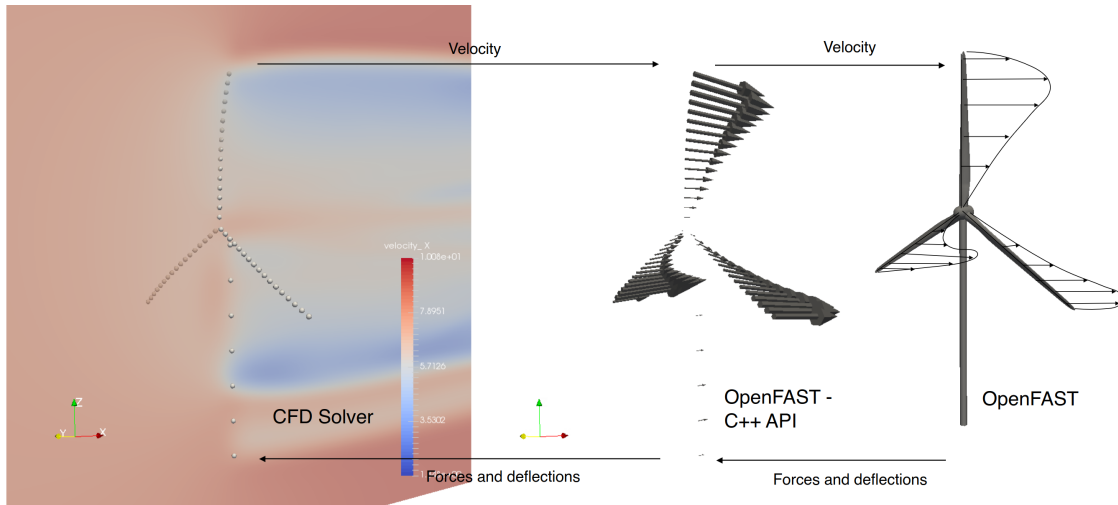 Velocity
Velocity
velocity_X
1.008e+01
7.8951
5.7126
3.5302
CFD Solver
OpenFAST -
C++ API
OpenFAST
Z
Y
X
Forces and deflections
Forces and deflections